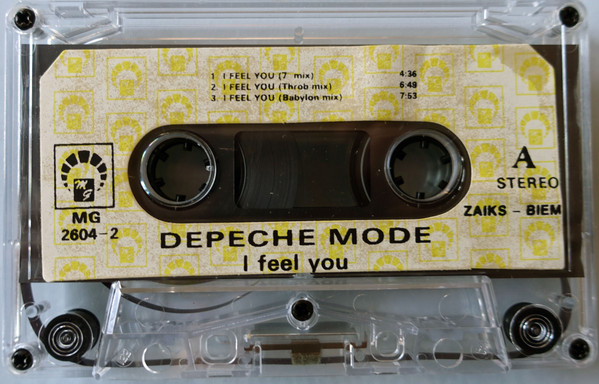 1 I FEEL YOU (7" mix) 4:36
2 I FEEL YOU (Throb mix) 6:49
3 I FEEL YOU (Babylon mix) 7:53
MG
A
STEREO
MG
2604-2
ZAIKS - BIEM
DEPECHE MODE
I feel you